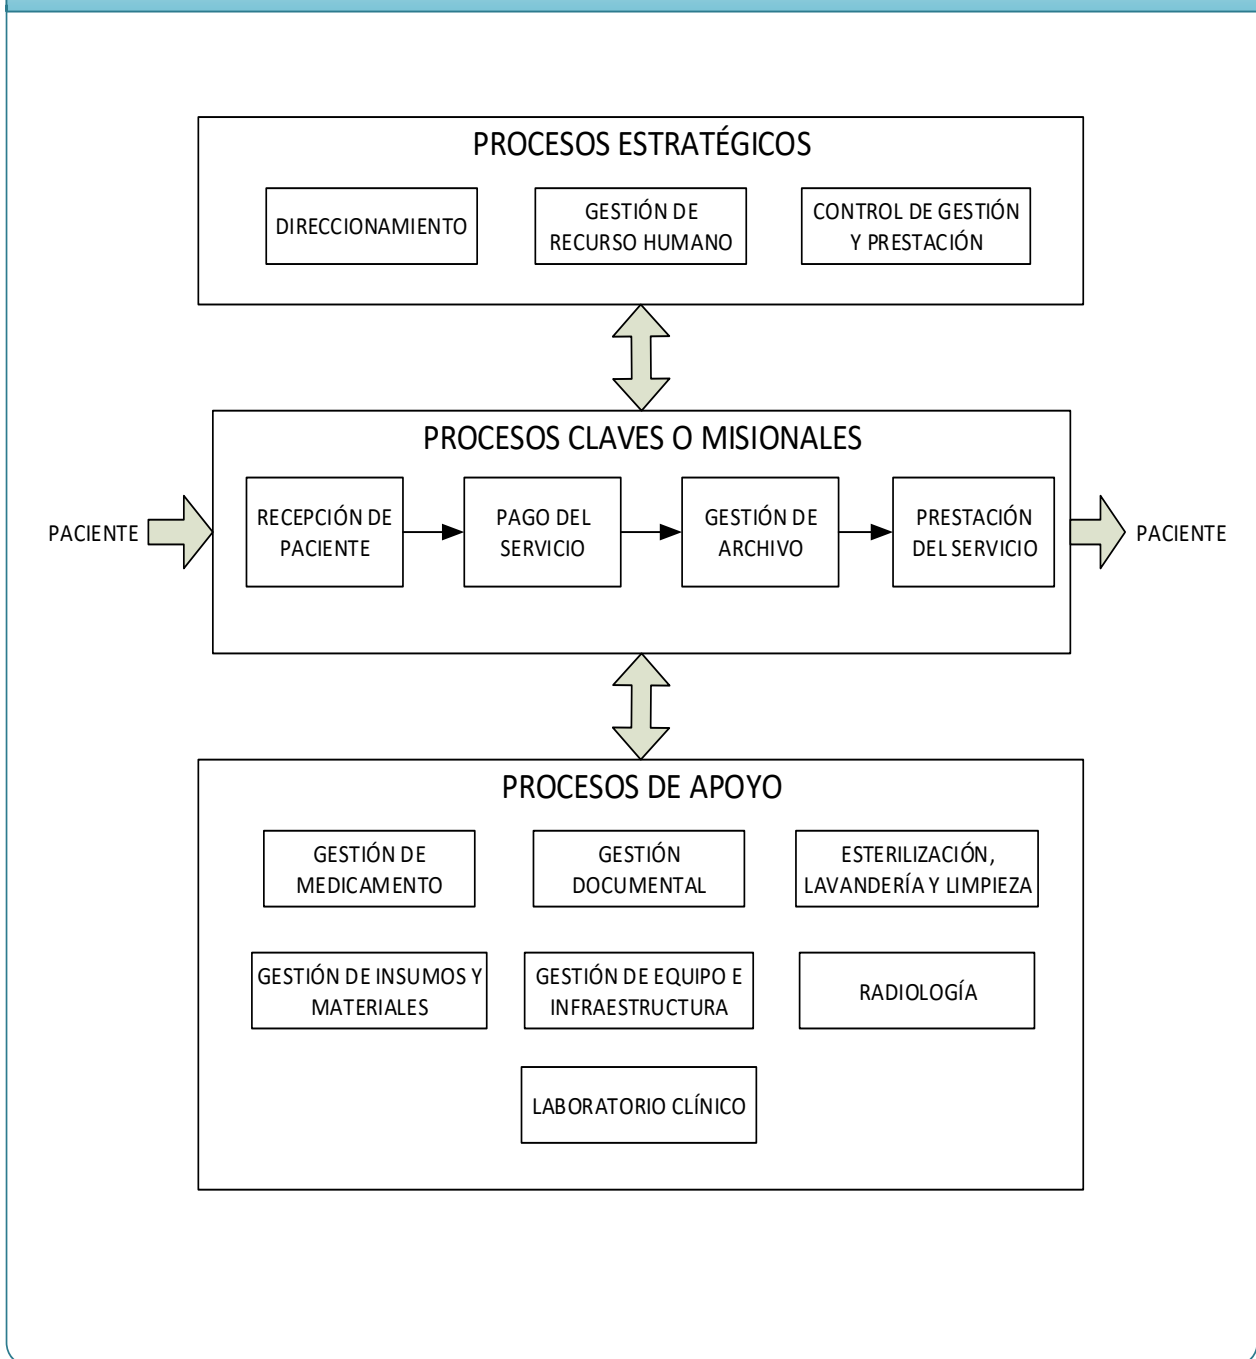 PROCESOS ESTRATÉGICOS
DIRECCIONAMIENTO
GESTIÓN DE
RECURSO HUMANO
CONTROL DE GESTIÓN
Y PRESTACIÓN
PROCESOS CLAVES O MISIONALES
PACIENTE
RECEPCIÓN DE
PACIENTE
PAGO DEL
SERVICIO
GESTIÓN DE
ARCHIVO
PRESTACIÓN
DEL SERVICIO
PACIENTE
PROCESOS DE APOYO
GESTIÓN DE
MEDICAMENTO
GESTIÓN
DOCUMENTAL
ESTERILIZACIÓN,
LAVANDERÍA Y LIMPIEZA
GESTIÓN DE INSUMOS Y
MATERIALES
GESTIÓN DE EQUIPO E
INFRAESTRUCTURA
RADIOLOGÍA
LABORATORIO CLÍNICO